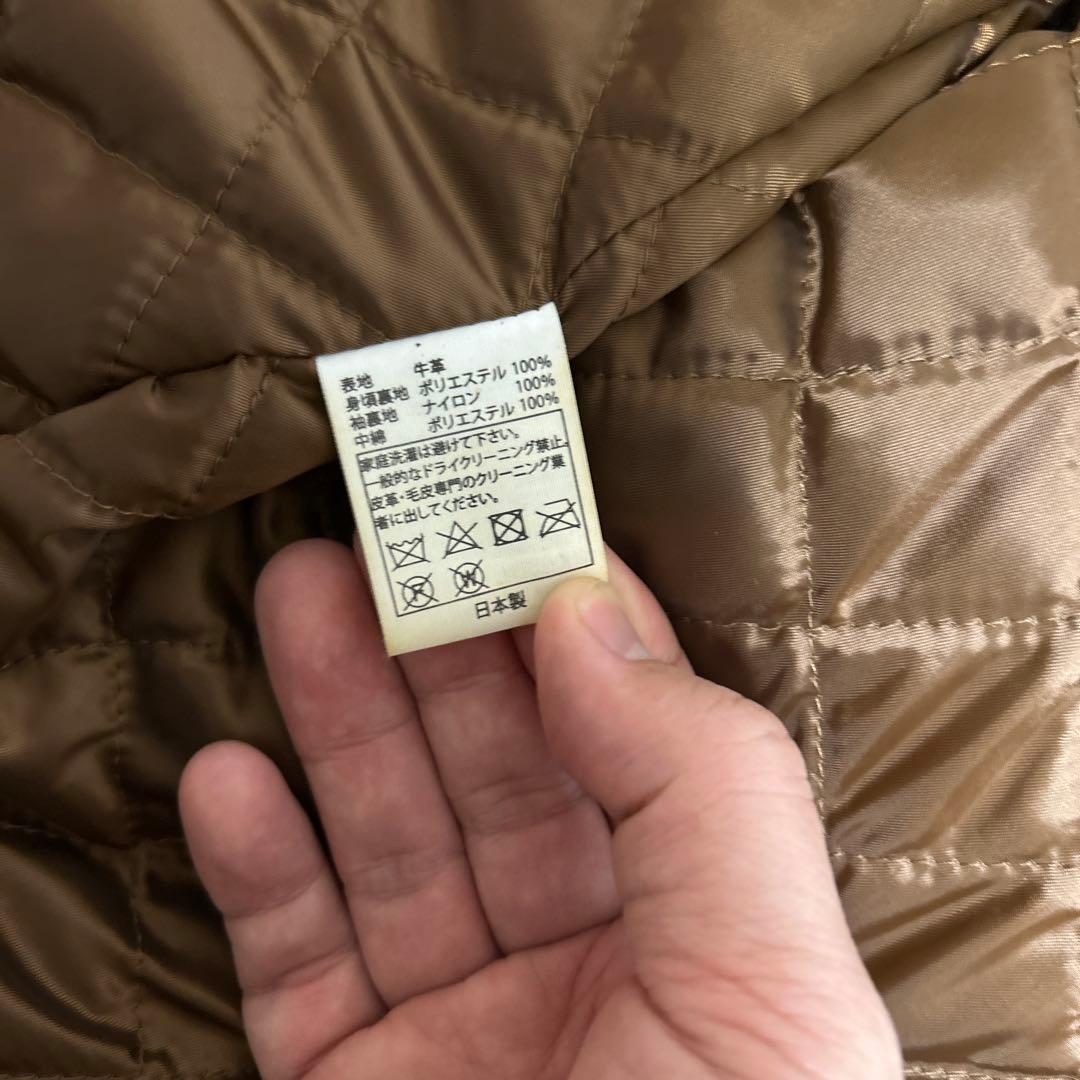 表地 牛革
身頃裏地 ポリエステル 100%
袖裏地 ナイロン 100%
中綿 ポリエステル 100%
家庭洗濯は避けて下さい。
一般的なドライクリーニング禁止。
皮革・毛皮専門のクリーニング業
者に出してください。
F W
日本製